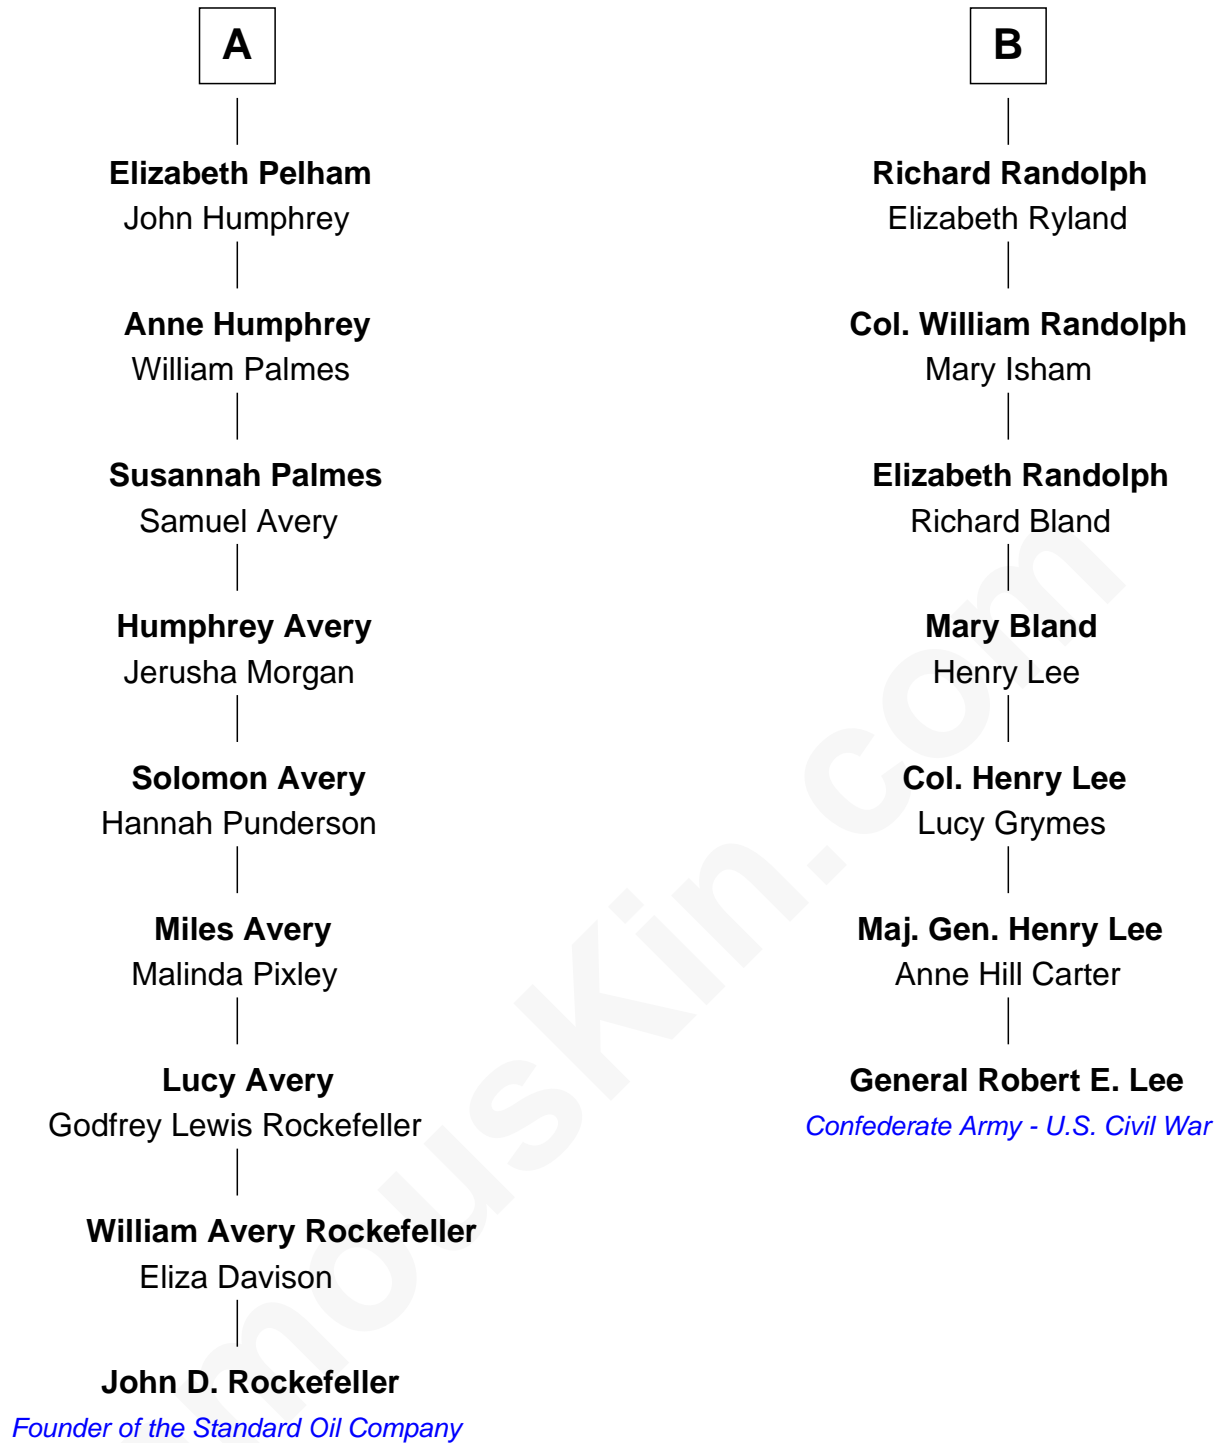 A
Elizabeth Pelham
John Humphrey
Anne Humphrey
William Palmes
Susannah Palmes
Samuel Avery
Humphrey Avery
Jerusha Morgan
Solomon Avery
Hannah Punderson
Miles Avery
Malinda Pixley
Lucy Avery
Godfrey Lewis Rockefeller
William Avery Rockefeller
Eliza Davison
John D. Rockefeller
Founder of the Standard Oil Company
B
Richard Randolph
Elizabeth Ryland
Col. William Randolph
Mary Isham
Elizabeth Randolph
Richard Bland
Mary Bland
Henry Lee
Col. Henry Lee
Lucy Grymes
Maj. Gen. Henry Lee
Anne Hill Carter
General Robert E. Lee
Confederate Army - U.S. Civil War
mousKin.com